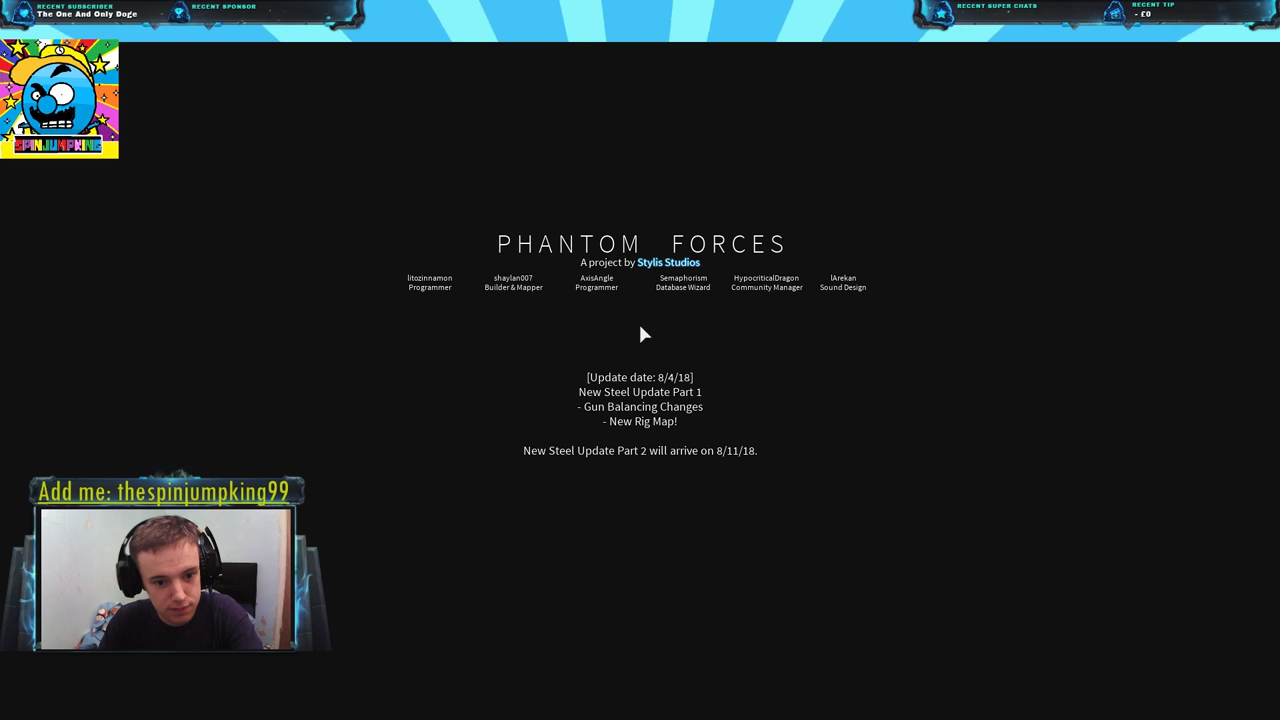 RECENT SUBSCRIBER
The One And Only Doge
RECENT SPONSOR
RECENT SUPER CHATS
RECENT TIP
- £0
SPINJUMPKING
PHANTOM FORCES
A project by Stylis Studios
litozinnamon shaylan007 AxisAngle Semaphorism HypocriticalDragon lArekan
Programmer Builder & Mapper Programmer Database Wizard Community Manager Sound Design
[Update date: 8/4/18]
New Steel Update Part 1
- Gun Balancing Changes
- New Rig Map!
New Steel Update Part 2 will arrive on 8/11/18.
Add me: thespinjumpking99